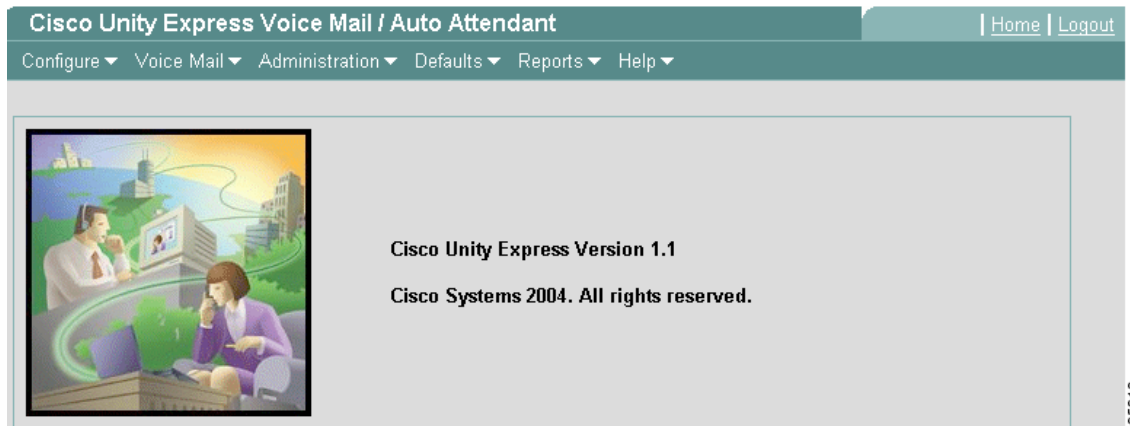 Cisco Unity Express Voice Mail / Auto Attendant
Home | Logout
Configure Voice Mail Administration Defaults Reports Help
Cisco Unity Express Version 1.1
Cisco Systems 2004. All rights reserved.